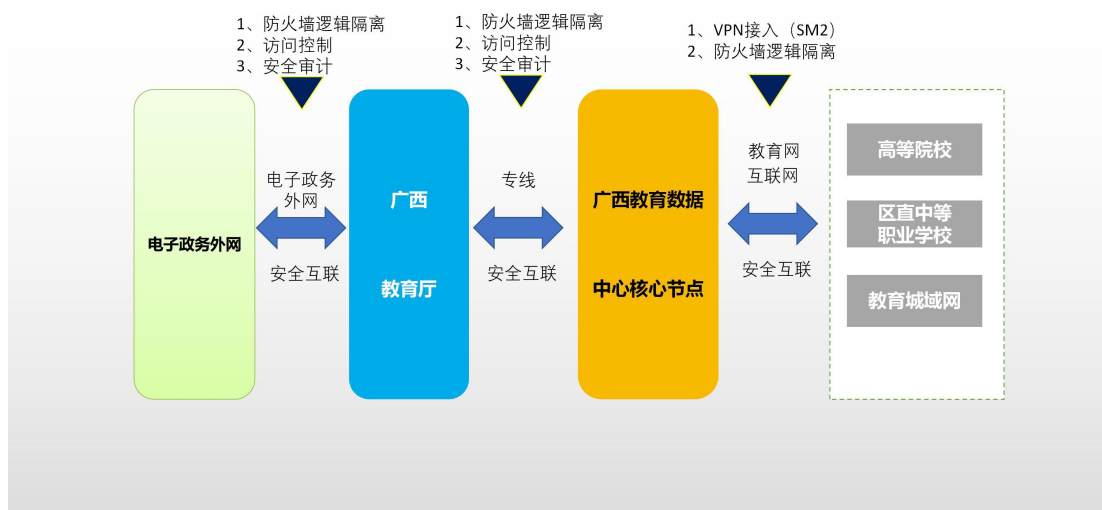 1、防火墙逻辑隔离
2、访问控制
3、安全审计
1、防火墙逻辑隔离
2、访问控制
3、安全审计
1、VPN接入（SM2）
2、防火墙逻辑隔离
电子政务外网
电子政务
外网
安全互联
广西
教育厅
专线
安全互联
广西教育数据
中心核心节点
教育网
互联网
安全互联
高等院校
区直中等
职业学校
教育城域网